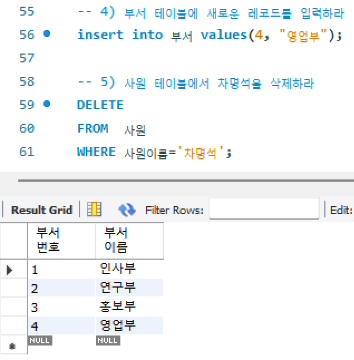 55 -- 4) 부서 테이블에 새로운 레코드를 입력하라
56 insert into 부서 values(4, "영업부");
57
58 -- 5) 사원 테이블에서 차명석을 삭제하라
59 DELETE
60 FROM 사원
61 WHERE 사원이름='차명석';
Result Grid Filter Rows: Edit:
부서 부서
번호 이름
1 인사부
2 연구부
3 홍보부
4 영업부
NULL NULL